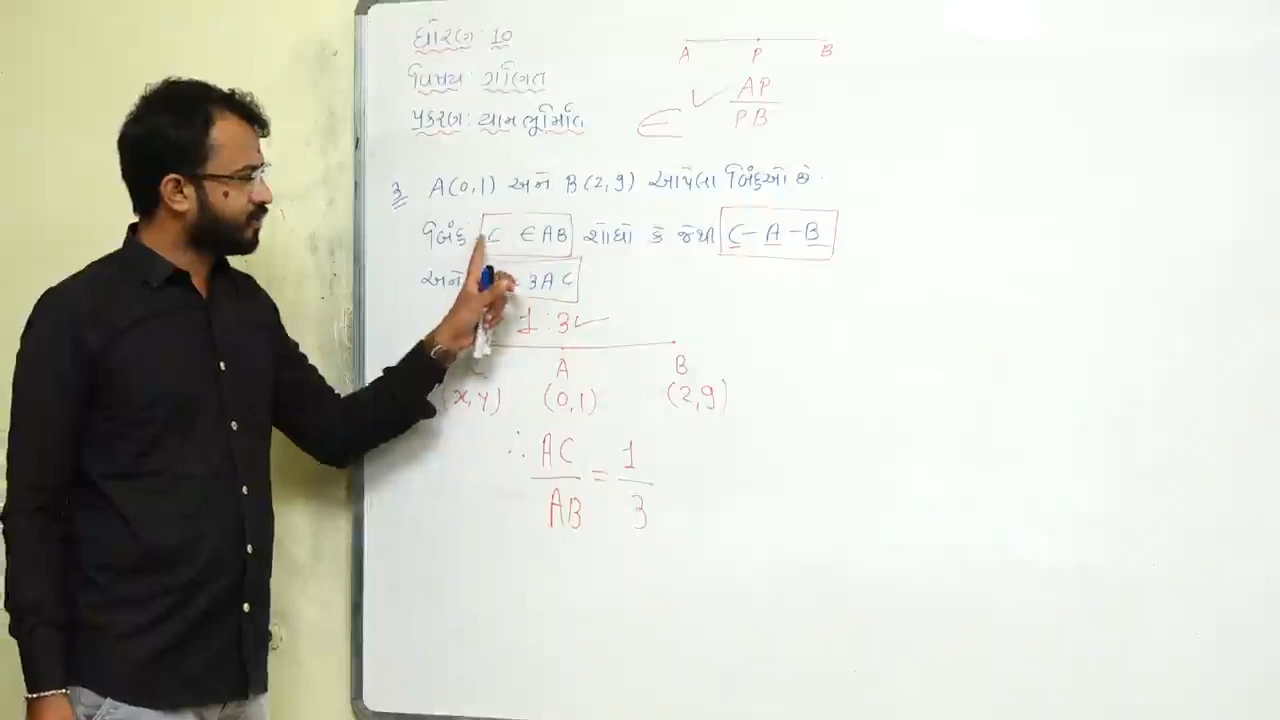 ધોરણ : 10
વિષય : ગણિત
પ્રકરણ : યામ ભૂમિતિ
A P B
AP
PB
∈
3 A(0,1) અને B(2,9) આપેલા બિંદુઓ છે.
બિંદુ C ∈ AB શોધો કે જેથી C - A - B
અને 3AC
1 : 3
A B
(x,y) (0,1) (2,9)
∴ AC = 1
AB 3